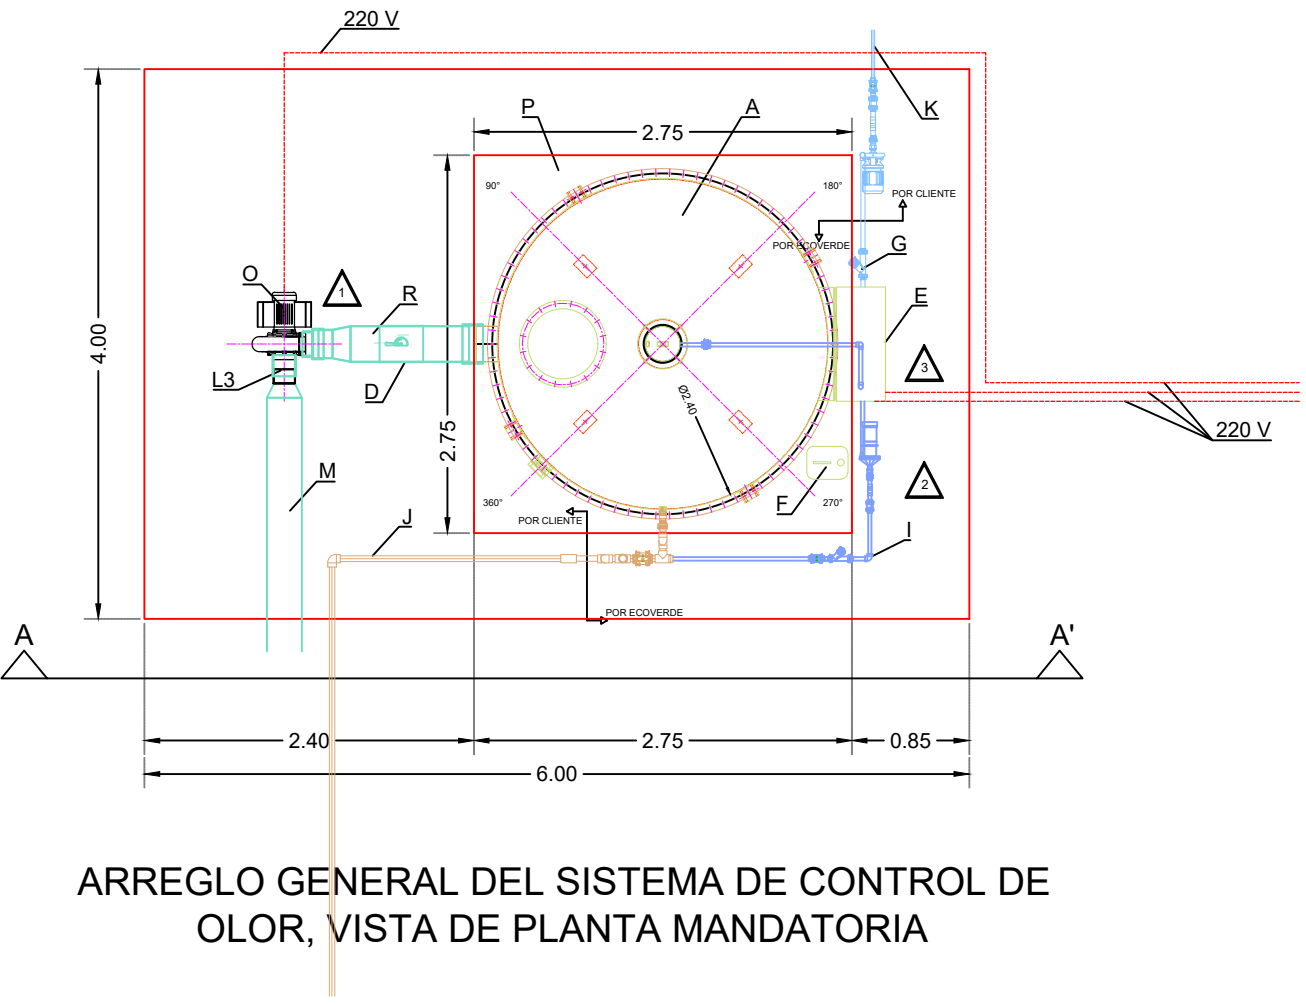 220 V
K
P
2.75
A
90°
180°
POR CLIENTE
POR ECOVERDE
G
O
1
R
E
4.00
3
L3
D
Ø2.40
2.75
220 V
M
F
2
360°
270°
POR CLIENTE
J
I
POR ECOVERDE
A
A'
2.40
2.75
0.85
6.00
ARREGLO GENERAL DEL SISTEMA DE CONTROL DE
OLOR, VISTA DE PLANTA MANDATORIA